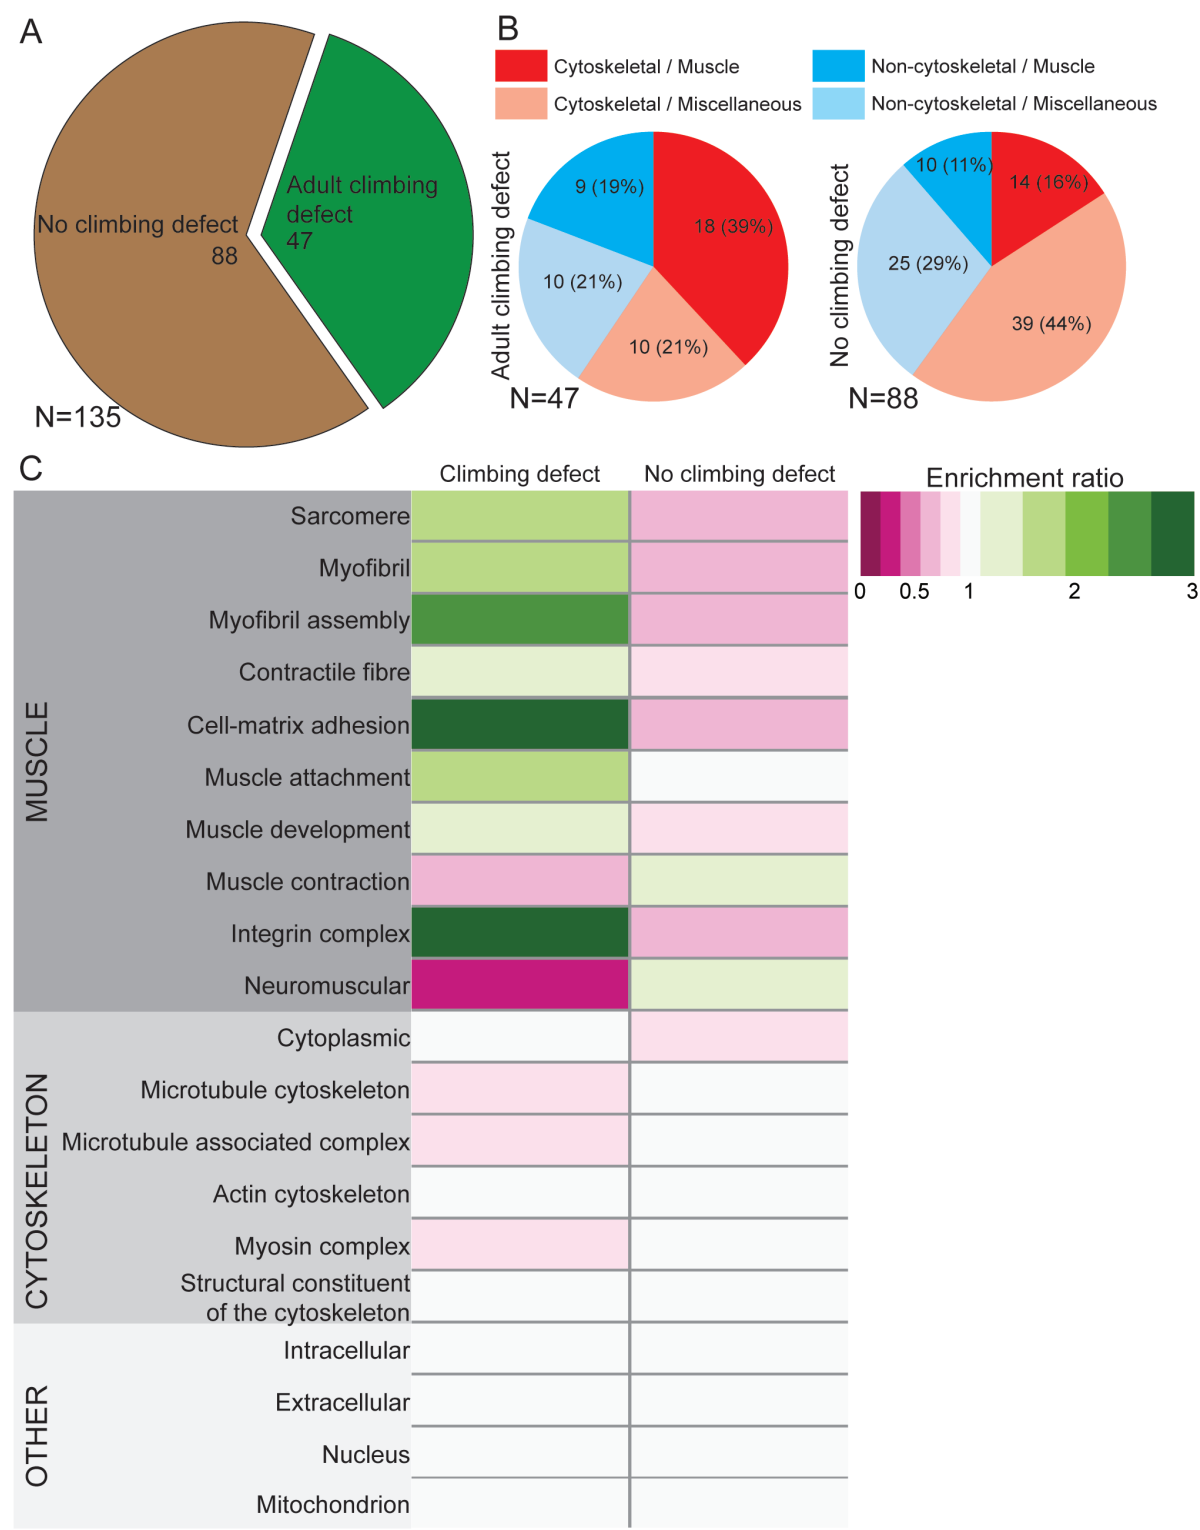 A
No climbing defect
88
Adult climbing
defect
47
N=135
B
Cytoskeletal / Muscle
Non-cytoskeletal / Muscle
Cytoskeletal / Miscellaneous
Non-cytoskeletal / Miscellaneous
Adult climbing defect
9 (19%)
18 (39%)
10 (21%)
10 (21%)
N=47
No climbing defect
10 (11%)
14 (16%)
25 (29%)
39 (44%)
N=88
C
Climbing defect
No climbing defect
Enrichment ratio
0 0.5 1 2 3
MUSCLE
Sarcomere
Myofibril
Myofibril assembly
Contractile fibre
Cell-matrix adhesion
Muscle attachment
Muscle development
Muscle contraction
Integrin complex
Neuromuscular
CYTOSKELETON
Cytoplasmic
Microtubule cytoskeleton
Microtubule associated complex
Actin cytoskeleton
Myosin complex
Structural constituent
of the cytoskeleton
OTHER
Intracellular
Extracellular
Nucleus
Mitochondrion